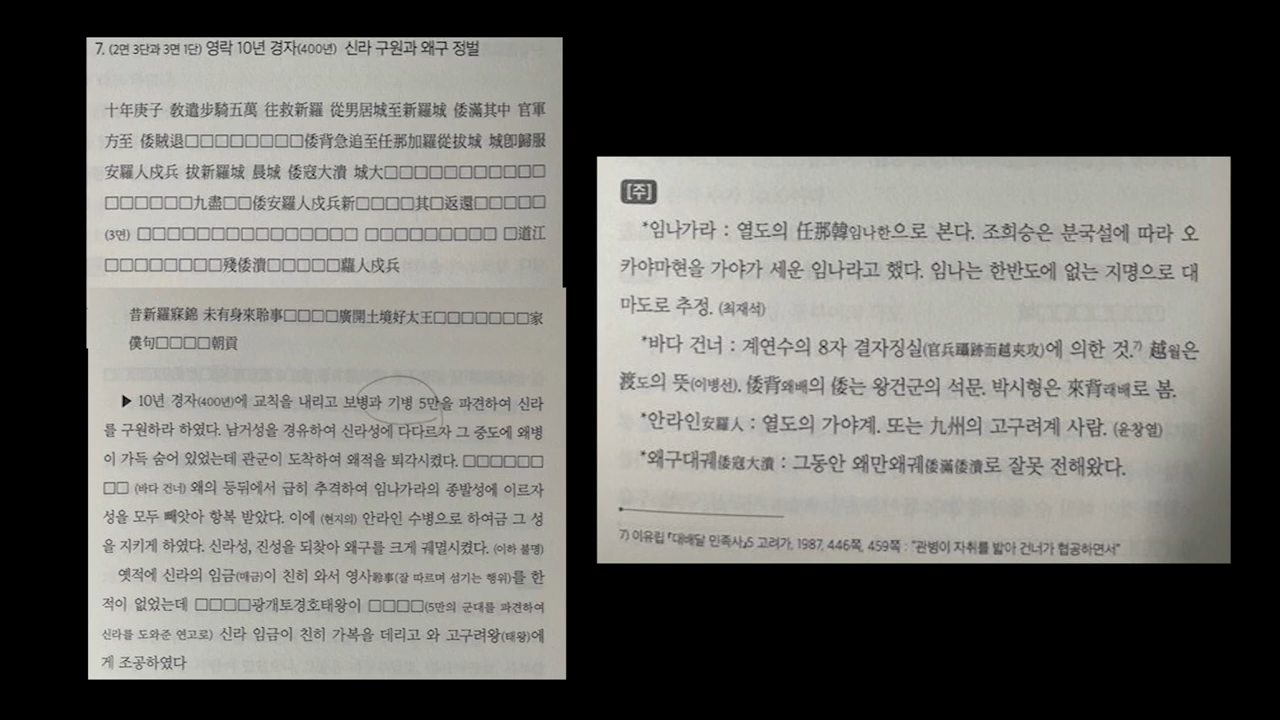 7. (2면 3단과 3면 1단) 영락 10년 경자(400년) 신라 구원과 왜구 정벌
十年庚子 敎遣步騎五萬 往救新羅 從男居城至新羅城 倭滿其中 官軍
方至 倭賊退□□□□□□□□倭背急追至任那加羅從拔城 城卽歸服
安羅人戍兵 拔新羅城 晨城 倭寇大潰 城大□□□□□□□□□□□
□□□□□□九盡□□倭安羅人戍兵新□□□□其□返還□□□□□
(3면) □□□□□□□□□□□□□□□ □□□□□□□□□ □道江
□□□□□□□□殘倭潰□□□□□羅人戍兵
昔新羅寐錦 未有身來聆事□□□□廣開土境好太王□□□□□□□家
僕句□□□□朝貢
▶ 10년 경자(400년)에 교칙을 내리고 보병과 기병 5만을 파견하여 신라
를 구원하라 하였다. 남거성을 경유하여 신라성에 다다르자 그 중도에 왜병
이 가득 숨어 있었는데 관군이 도착하여 왜적을 퇴각시켰다. □□□□□□
□□ (바다 건너) 왜의 등뒤에서 급히 추격하여 임나가라의 종발성에 이르자
성을 모두 빼앗아 항복 받았다. 이에 (현지의) 안라인 수병으로 하여금 그 성
을 지키게 하였다. 신라성, 진성을 되찾아 왜구를 크게 궤멸시켰다. (이하 불명)
옛적에 신라의 임금(매금)이 친히 와서 영사聆事(잘 따르며 섬기는 행위)를 한
적이 없었는데 □□□□광개토경호태왕이 □□□□(5만의 군대를 파견하여
신라를 도와준 연고로) 신라 임금이 친히 가복을 데리고 와 고구려왕(태왕)에
게 조공하였다
[주]
*임나가라 : 열도의 任那韓임나한으로 본다. 조희승은 분국설에 따라 오
카야마현을 가야가 세운 임나라고 했다. 임나는 한반도에 없는 지명으로 대
마도로 추정. (최재석)
*바다 건너 : 계연수의 8자 결자징실(官兵躡跡而越夾攻)에 의한 것.7) 越월은
渡도의 뜻(이병선). 倭背왜배의 倭는 왕건군의 석문. 박시형은 來背래배로 봄.
*안라인安羅人 : 열도의 가야계. 또는 九州의 고구려계 사람. (윤창열)
*왜구대궤倭寇大潰 : 그동안 왜만왜궤倭滿倭潰로 잘못 전해왔다.
7) 이유립 『대배달 민족사』5 고려가, 1987, 446쪽, 459쪽 : "관병이 자취를 밟아 건너가 협공하면서"